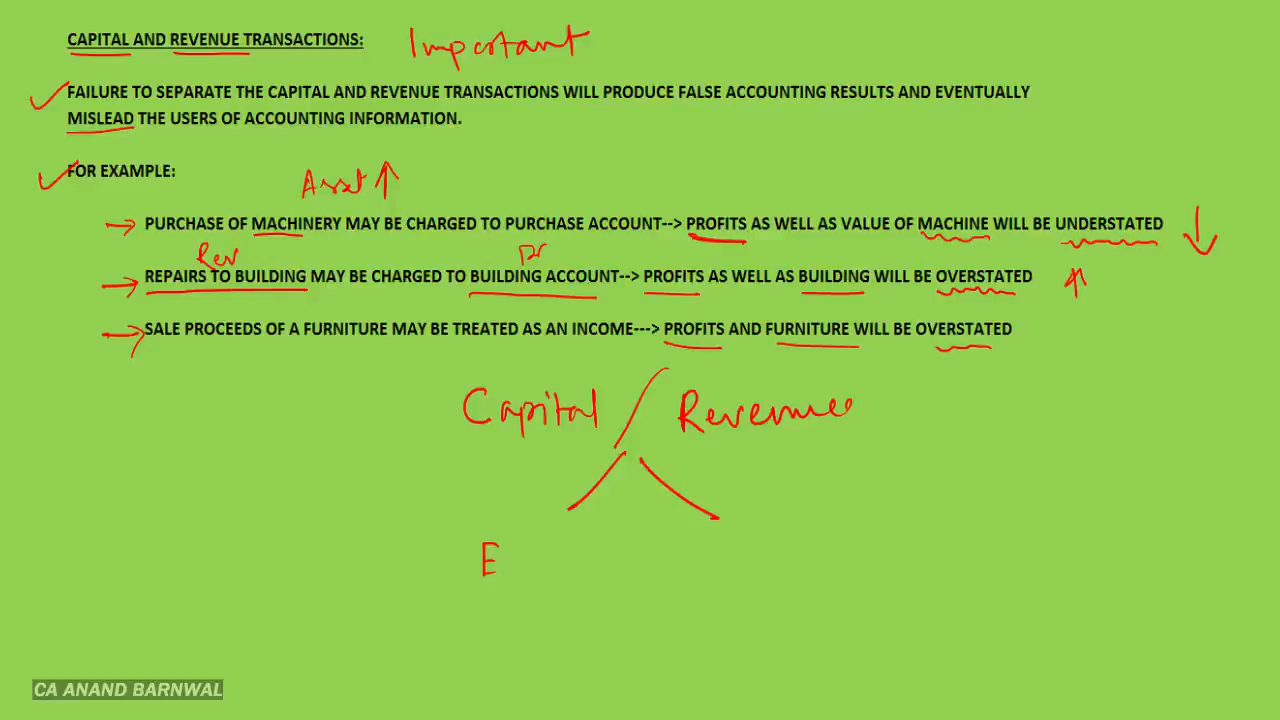 CAPITAL AND REVENUE TRANSACTIONS: Important
FAILURE TO SEPARATE THE CAPITAL AND REVENUE TRANSACTIONS WILL PRODUCE FALSE ACCOUNTING RESULTS AND EVENTUALLY
MISLEAD THE USERS OF ACCOUNTING INFORMATION.
FOR EXAMPLE:
Asset ↑
PURCHASE OF MACHINERY MAY BE CHARGED TO PURCHASE ACCOUNT--> PROFITS AS WELL AS VALUE OF MACHINE WILL BE UNDERSTATED ↓
Rev Dr
REPAIRS TO BUILDING MAY BE CHARGED TO BUILDING ACCOUNT--> PROFITS AS WELL AS BUILDING WILL BE OVERSTATED ↑
SALE PROCEEDS OF A FURNITURE MAY BE TREATED AS AN INCOME---> PROFITS AND FURNITURE WILL BE OVERSTATED
Capital / Revenue
E
CA ANAND BARNWAL